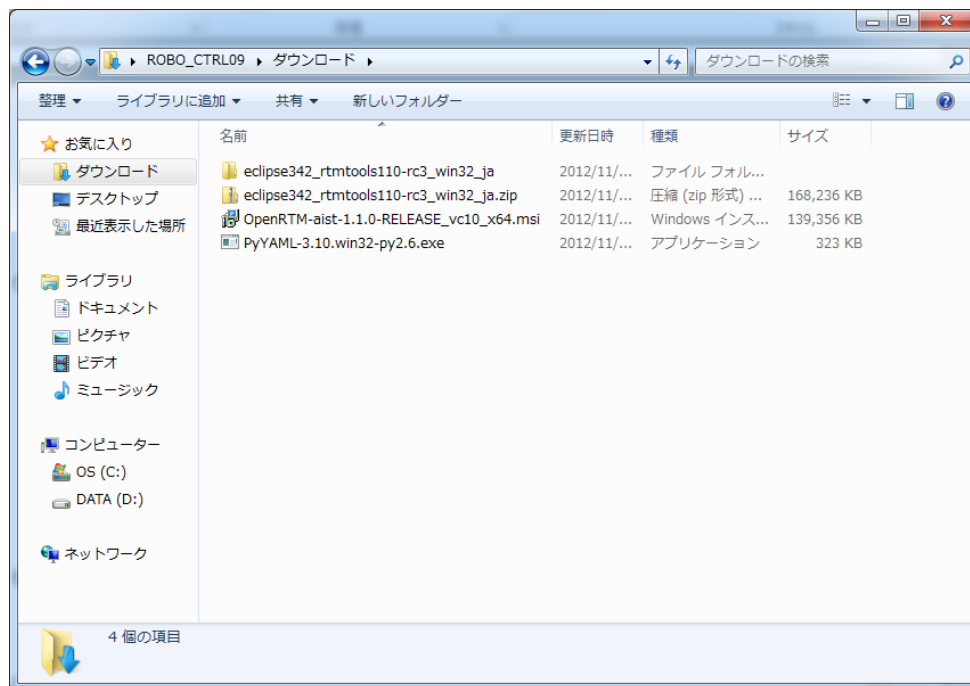 ROBO_CTRL09 ダウンロード ダウンロードの検索
整理 ライブラリに追加 共有 新しいフォルダー
お気に入り
ダウンロード
デスクトップ
最近表示した場所
ライブラリ
ドキュメント
ピクチャ
ビデオ
ミュージック
コンピューター
OS (C:)
DATA (D:)
ネットワーク
名前 更新日時 種類 サイズ
eclipse342_rtmtools110-rc3_win32_ja 2012/11/... ファイル フォル...
eclipse342_rtmtools110-rc3_win32_ja.zip 2012/11/... 圧縮 (zip 形式) ... 168,236 KB
OpenRTM-aist-1.1.0-RELEASE_vc10_x64.msi 2012/11/... Windows インス... 139,356 KB
PyYAML-3.10.win32-py2.6.exe 2012/11/... アプリケーション 323 KB
4 個の項目